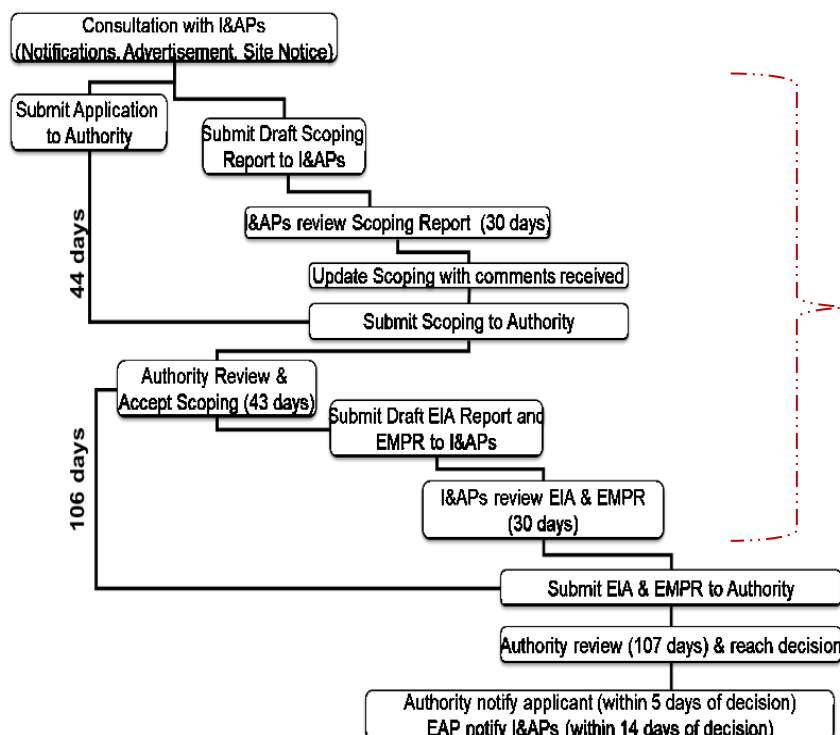 Consultation with I&APs
(Notifications, Advertisement, Site Notice)
Submit Application
to Authority
Submit Draft Scoping
Report to I&APs
I&APs review Scoping Report (30 days)
44 days
Update Scoping with comments received
Submit Scoping to Authority
Authority Review &
Accept Scoping (43 days)
Submit Draft EIA Report and
EMPR to I&APs
106 days
I&APs review EIA & EMPR
(30 days)
Submit EIA & EMPR to Authority
Authority review (107 days) & reach decision
Authority notify applicant (within 5 days of decision)
EAP notify I&APs (within 14 days of decision)